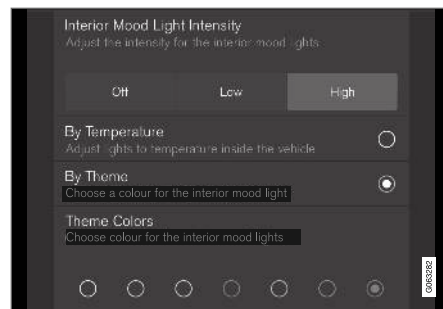 Interior Mood Light Intensity
Adjust the intensity for the interior mood lights
Off Low High
By Temperature
Adjust lights to temperature inside the vehicle
By Theme
Choose a colour for the interior mood light
Theme Colors
Choose colour for the interior mood lights
G063282